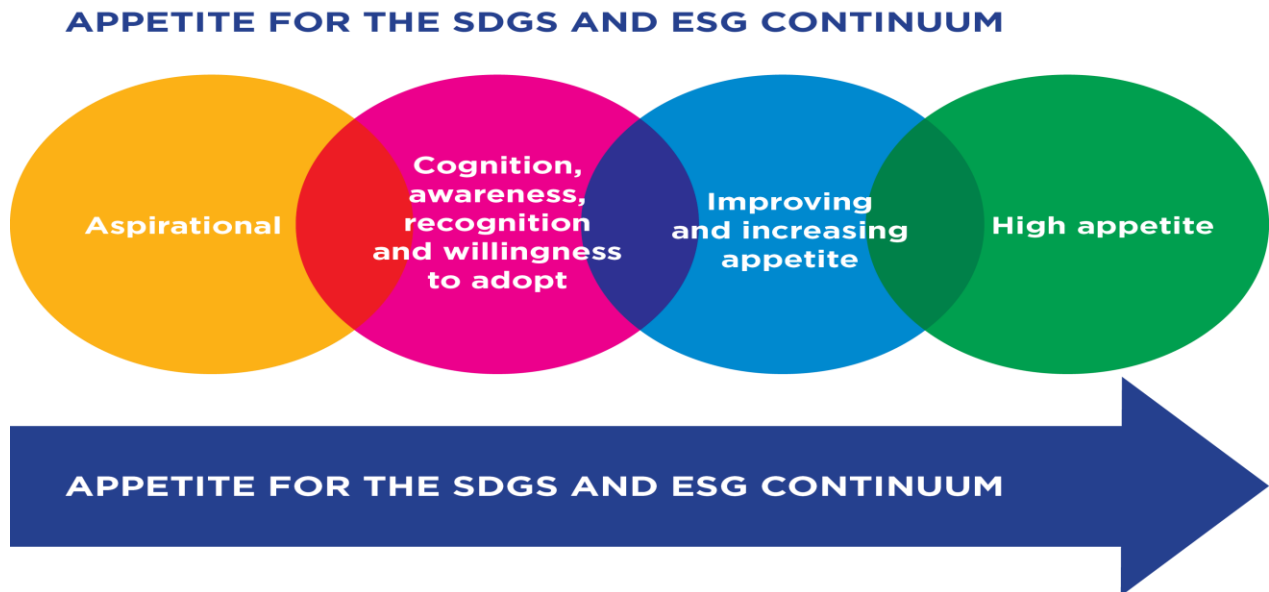 APPETITE FOR THE SDGS AND ESG CONTINUUM
Aspirational
Cognition,
awareness,
recognition
and willingness
to adopt
Improving
and increasing
appetite
High appetite
APPETITE FOR THE SDGS AND ESG CONTINUUM